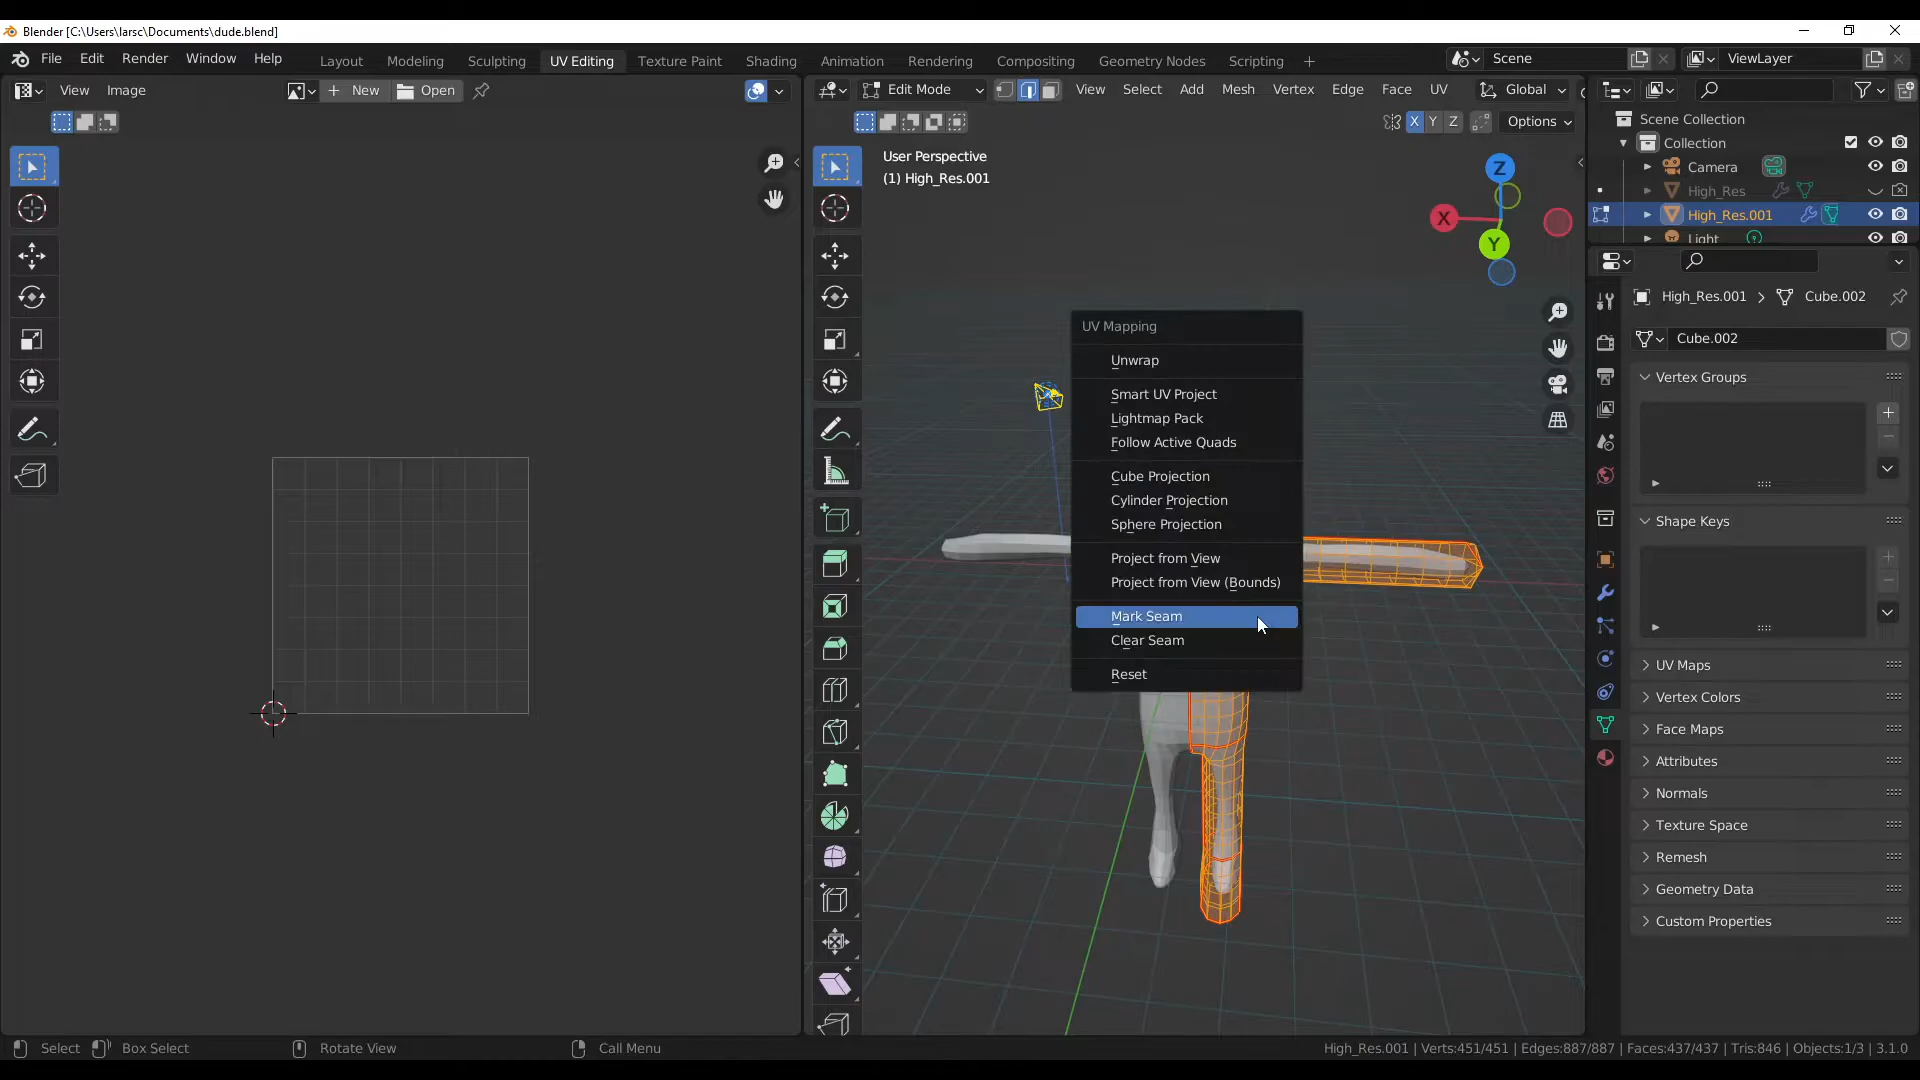 Blender [C:\Users\larsc\Documents\dude.blend]
File Edit Render Window Help
Layout Modeling Sculpting UV Editing Texture Paint Shading Animation Rendering Compositing Geometry Nodes Scripting +
Scene
ViewLayer
View Image
New
Open
Edit Mode
View Select Add Mesh Vertex Edge Face UV
Global
X Y Z
Options
User Perspective
(1) High_Res.001
Z
X
Y
UV Mapping
Unwrap
Smart UV Project
Lightmap Pack
Follow Active Quads
Cube Projection
Cylinder Projection
Sphere Projection
Project from View
Project from View (Bounds)
Mark Seam
Clear Seam
Reset
Scene Collection
Collection
Camera
High_Res
High_Res.001
Light
High_Res.001 > Cube.002
Cube.002
Vertex Groups
Shape Keys
UV Maps
Vertex Colors
Face Maps
Attributes
Normals
Texture Space
Remesh
Geometry Data
Custom Properties
Select Box Select Rotate View Call Menu
High_Res.001 | Verts:451/451 | Edges:887/887 | Faces:437/437 | Tris:846 | Objects:1/3 | 3.1.0